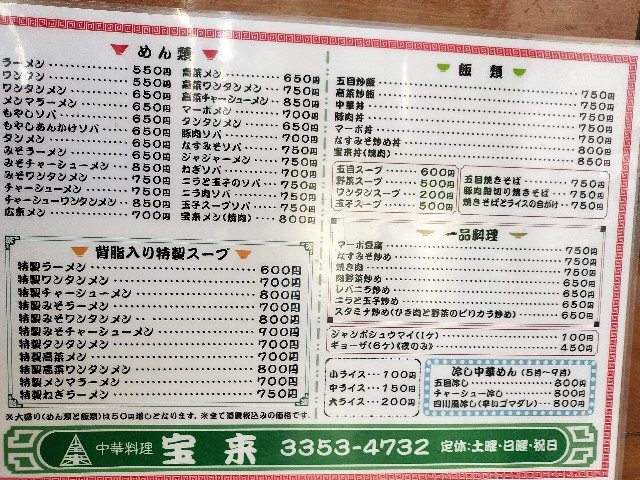 めん類
ラーメン 550円
ワンワン 550円
ワンタンメン 650円
メンマラーメン 650円
もやしソバ 650円
もやしあんかけソバ 650円
タンメン 650円
みそラーメン 650円
みそチャーシューメン 850円
みそワンタンメン 750円
チャーシューメン 750円
チャーシューワンタンメン 850円
広東メン 700円
高菜メン 650円
高菜ワンタンメン 750円
高菜チャーシューメン 850円
マーボメン 700円
タンタンメン 650円
豚肉ソバ 700円
なすみそソバ 750円
ジャジャーメン 750円
ねぎソバ 700円
ニラと玉子のソバ 750円
ニラ肉ソバ 750円
玉子スープソバ 750円
宝来メン(焼肉) 800円
背脂入り特製スープ
特製ラーメン 600円
特製ワンタンメン 700円
特製チャーシューメン 800円
特製みそラーメン 700円
特製みそワンタンメン 800円
特製みそチャーシューメン 900円
特製タンタンメン 700円
特製高菜メン 700円
特製メンマラーメン 700円
特製ねぎラーメン 750円
※大盛り(めん類と飯類)は50円増しとなります。※全て消費税込みの価格です。
飯類
五目炒飯 750円
高菜炒飯 750円
中華丼 750円
豚肉丼 800円
マーボ丼 750円
なすみそ炒め丼 800円
宝来丼(焼肉) 850円
五目スープ 600円
野菜スープ 500円
ワンタンスープ 200円
玉子スープ 500円
五目焼きそば 750円
豚肉細切り焼きそば 750円
焼きそばとライスの合がけ 750円
一品料理
マーボ豆腐 750円
なすみそ炒め 750円
焼き肉 750円
肉野菜炒め 650円
レバニラ炒め 650円
ニラと玉子炒め 650円
スタミナ炒め(ひき肉と野菜のピリカラ炒め) 650円
ジャンボシュウマイ(1ケ) 100円
ギョーザ(6ケ)(夜のみ) 450円
小ライス 100円
中ライス 150円
大ライス 200円
冷し中華めん(5月~9月)
五目冷し 800円
チャーシュー冷し 800円
四川風冷し(辛いゴマダレ) 800円
宝来 中華料理 宝来 3353-4732 定休:土曜・日曜・祝日